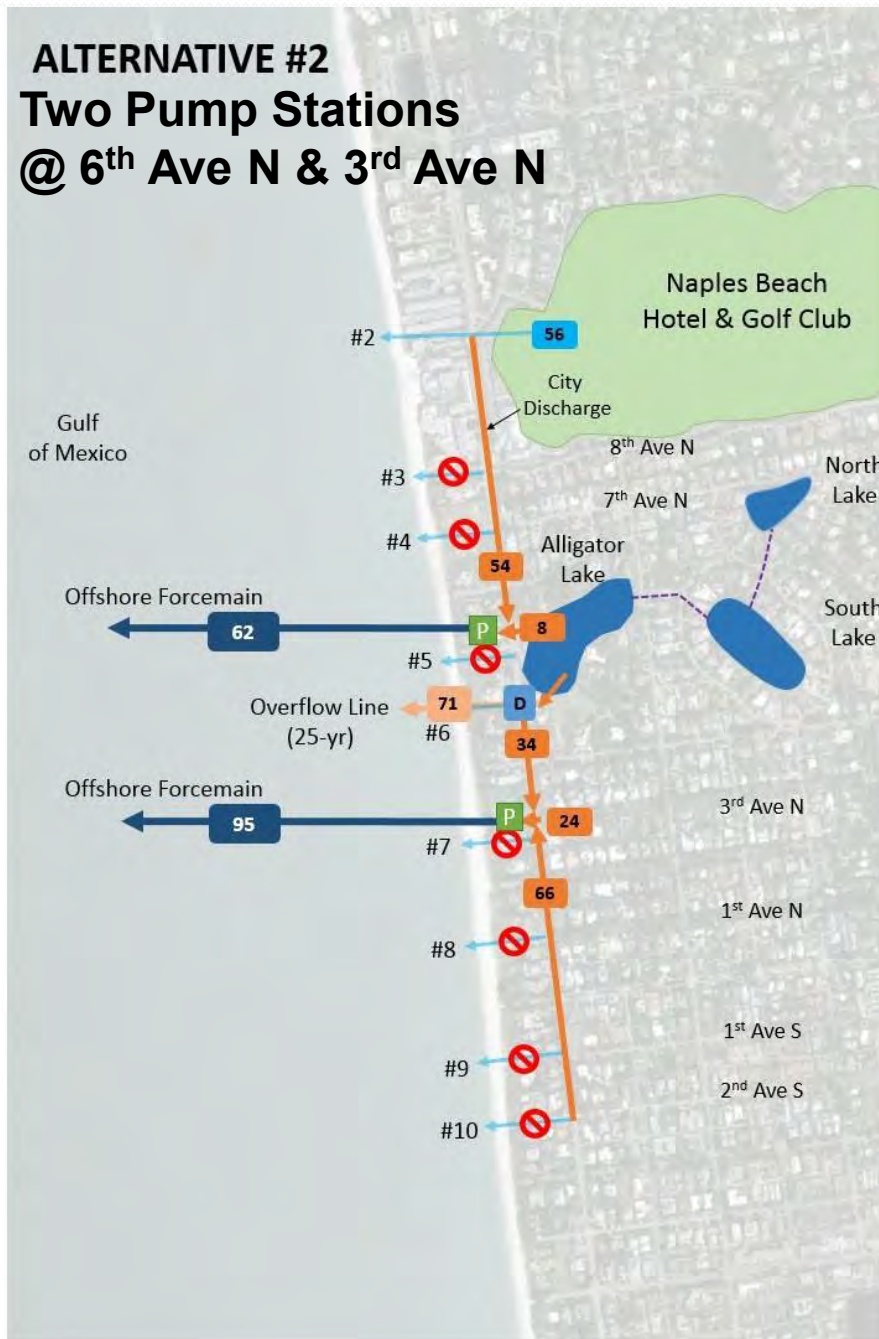 ALTERNATIVE #2
Two Pump Stations
@ 6th Ave N & 3rd Ave N
Naples Beach
Hotel & Golf Club
#2
56
City
Discharge
Gulf
of Mexico
8th Ave N
#3
7th Ave N
North
Lake
#4
Alligator
Lake
54
Offshore Forcemain
62
P
8
South
Lake
#5
Overflow Line
(25-yr)
71
D
#6
34
Offshore Forcemain
95
P
24
3rd Ave N
#7
66
1st Ave N
#8
1st Ave S
#9
2nd Ave S
#10